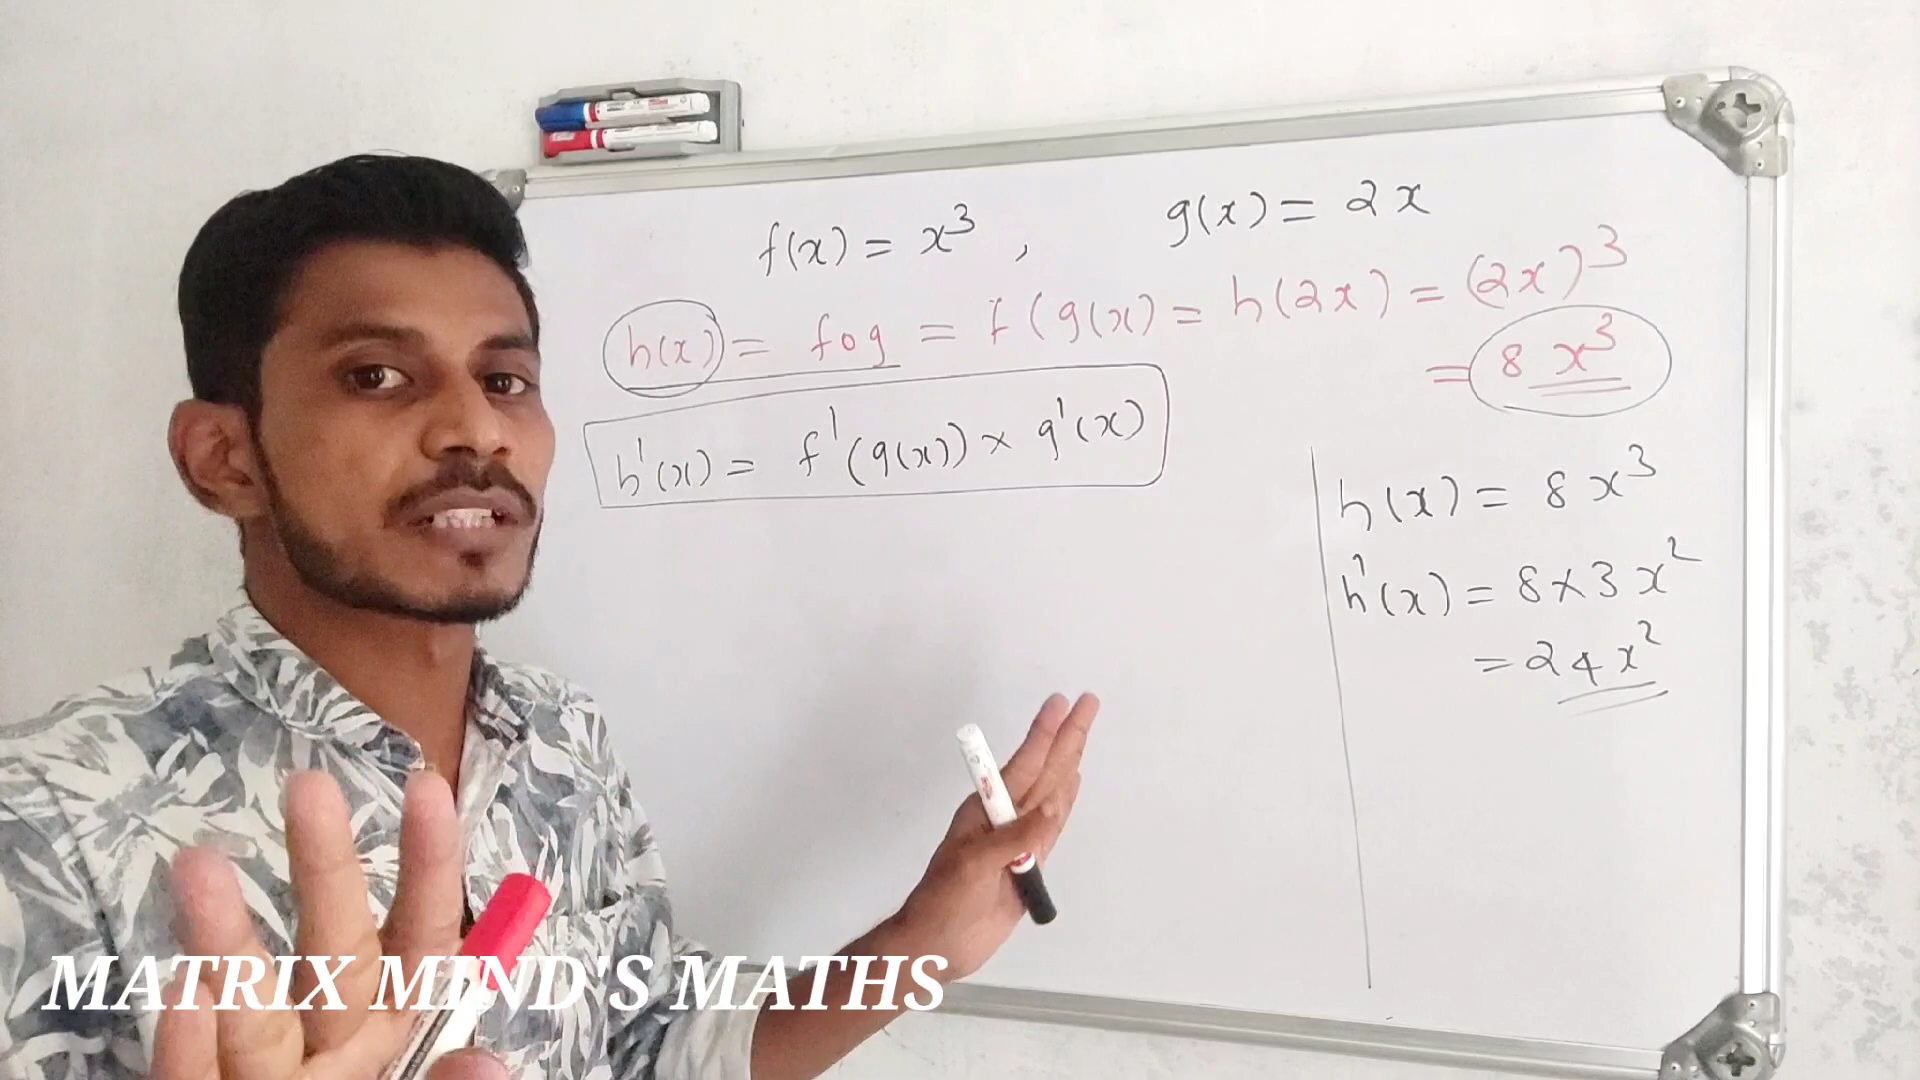 f(x) = x³ , g(x) = 2x
h(x) = fog = f(g(x) = h(2x) = (2x)³
= 8x³
h'(x) = f'(g(x)) × g'(x)
h(x) = 8x³
h'(x) = 8×3x²
= 24x²
MATRIX MIND'S MATHS